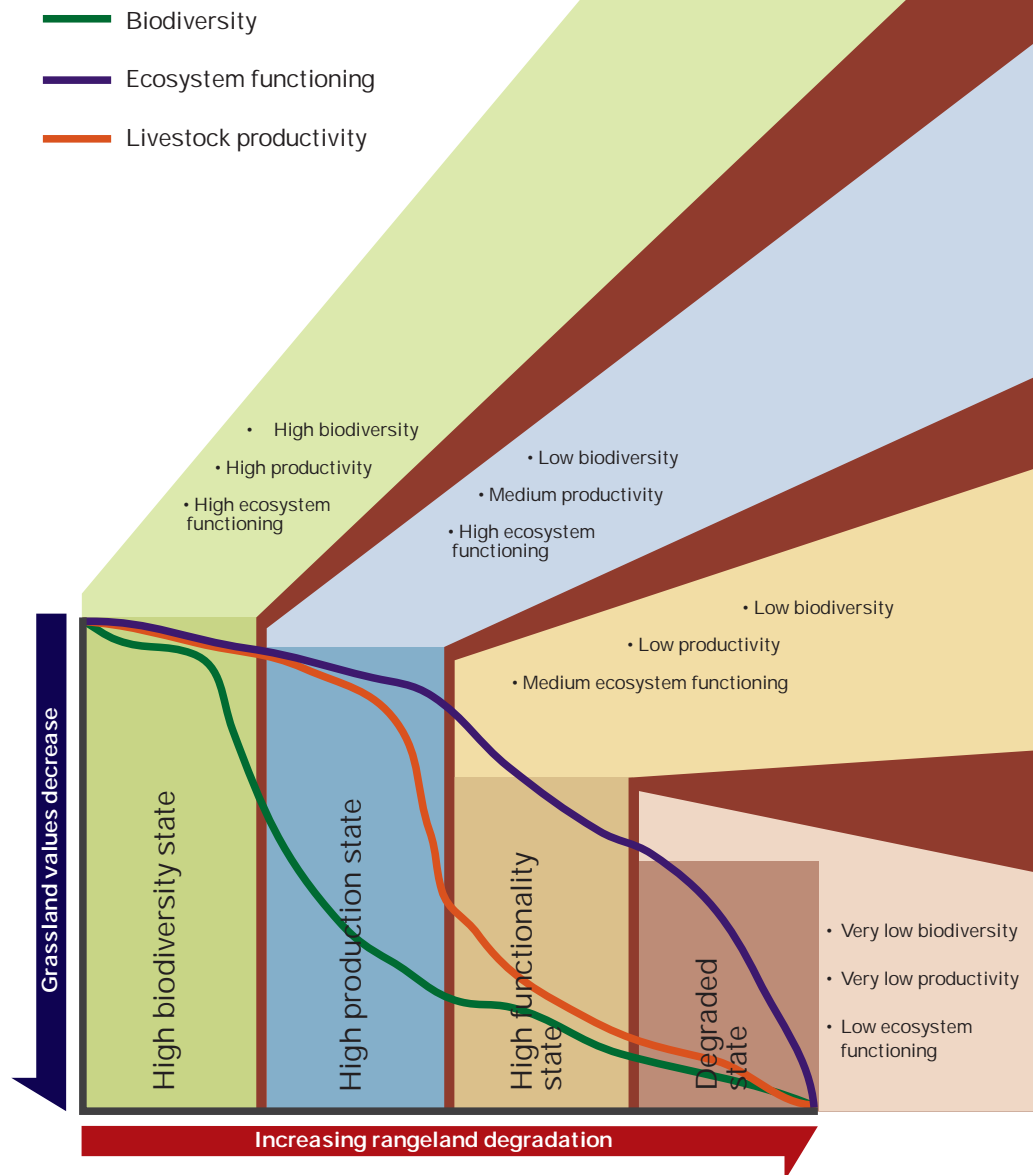 Biodiversity
Ecosystem functioning
Livestock productivity
• High biodiversity
• High productivity
• High ecosystem
functioning
• Low biodiversity
• Medium productivity
• High ecosystem
functioning
• Low biodiversity
• Low productivity
• Medium ecosystem functioning
• Very low biodiversity
• Very low productivity
• Low ecosystem
functioning
Grassland values decrease
High biodiversity state
High production state
High functionality
state
Degraded
state
Increasing rangeland degradation